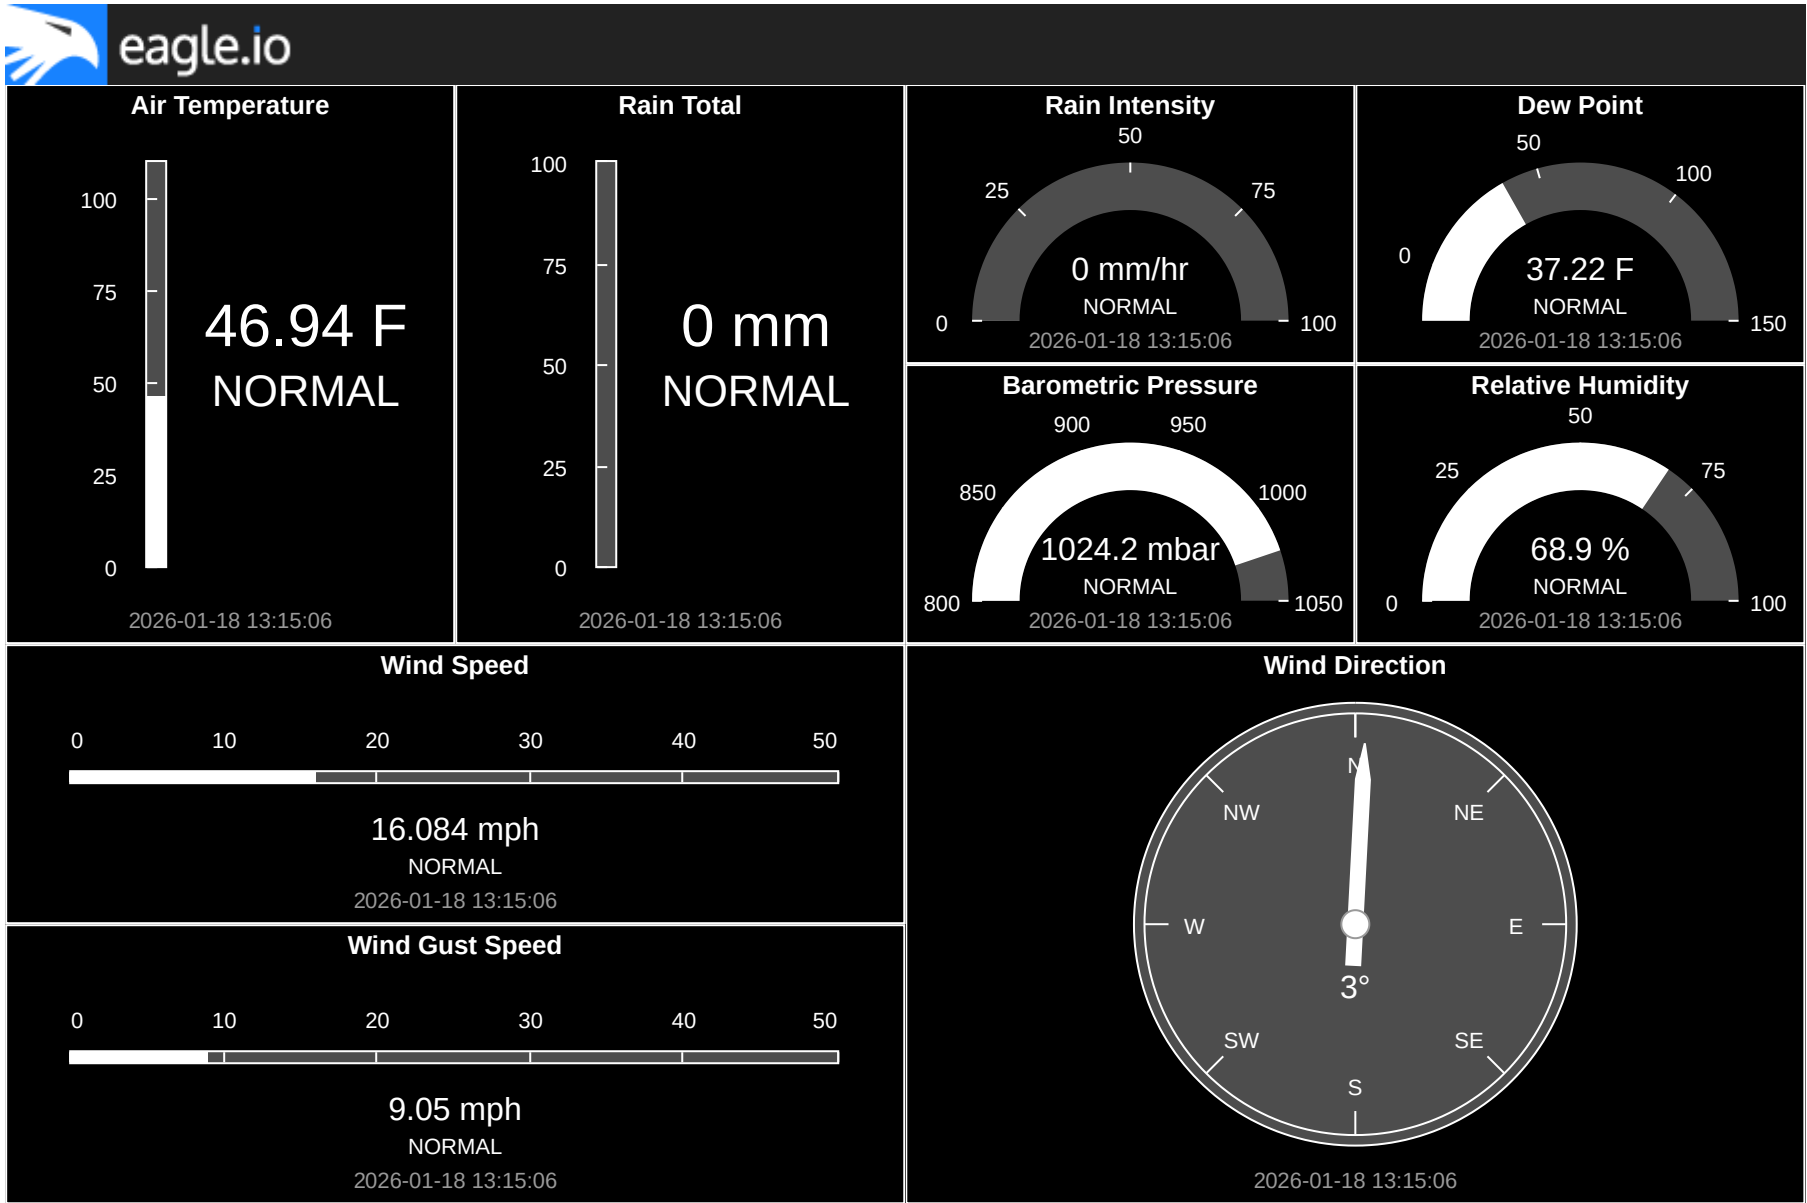 eagle.io
Air Temperature
100
75
50
25
0
46.94 F
NORMAL
2026-01-18 13:15:06
Rain Total
100
75
50
25
0
0 mm
NORMAL
2026-01-18 13:15:06
Rain Intensity
0
25
50
75
100
0 mm/hr
NORMAL
2026-01-18 13:15:06
Dew Point
0
50
100
150
37.22 F
NORMAL
2026-01-18 13:15:06
Barometric Pressure
800
850
900
950
1000
1050
1024.2 mbar
NORMAL
2026-01-18 13:15:06
Relative Humidity
0
25
50
75
100
68.9 %
NORMAL
2026-01-18 13:15:06
Wind Speed
0 10 20 30 40 50
16.084 mph
NORMAL
2026-01-18 13:15:06
Wind Gust Speed
0 10 20 30 40 50
9.05 mph
NORMAL
2026-01-18 13:15:06
Wind Direction
N
NW NE
W E
3°
SW SE
S
2026-01-18 13:15:06